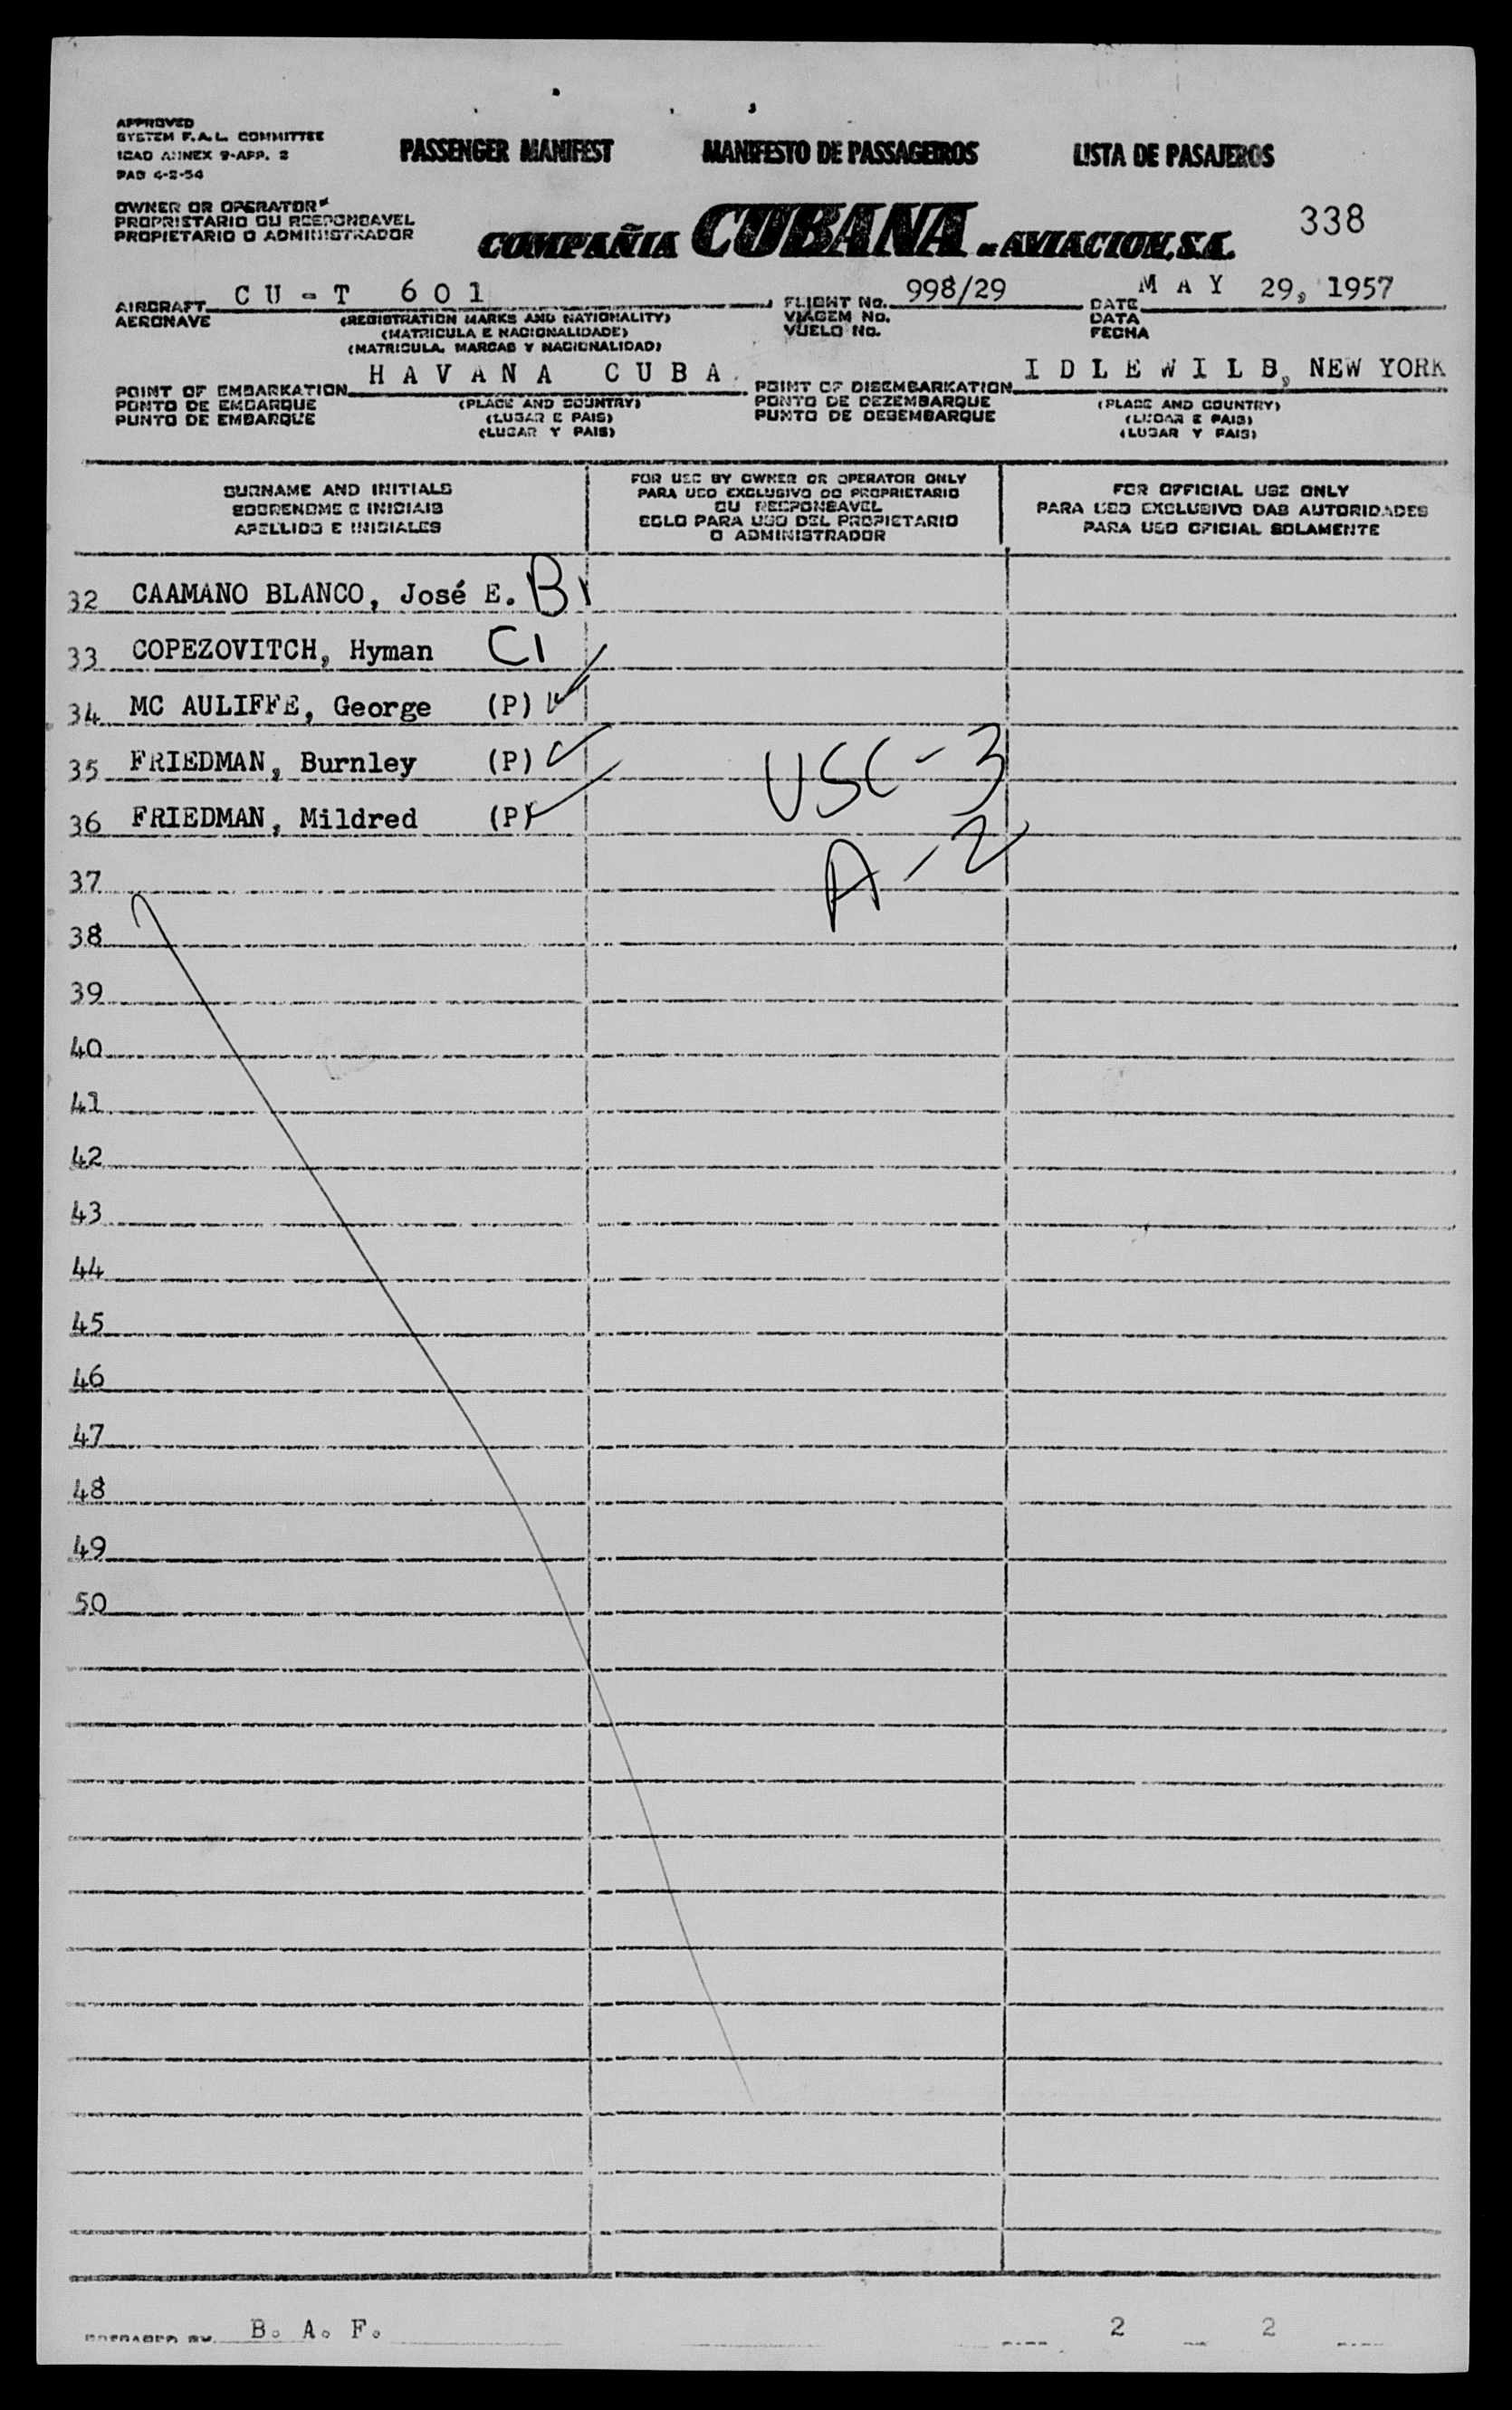 APPROVED
SYSTEM F.A.L. COMMITTEE
ICAO ANNEX 9-APP. 2
PAD 4-2-54
PASSENGER MANIFEST MANIFESTO DE PASSAGEIROS LISTA DE PASAJEROS
OWNER OR OPERATOR
PROPRIETARIO OU RESPONSAVEL
PROPIETARIO O ADMINISTRADOR
COMPAÑIA CUBANA DE AVIACION, S.A.
338
AIRCRAFT CU-T 601 FLIGHT No. 998/29 DATE MAY 29, 1957
AERONAVE (REGISTRATION MARKS AND NATIONALITY) VIAGEM No. DATA
(MATRICULA E NACIONALIDADE) VUELO No. FECHA
(MATRICULA, MARCAS Y NACIONALIDAD)
POINT OF EMBARKATION HAVANA CUBA. POINT OF DISEMBARKATION IDLEWILB, NEW YORK
PONTO DE EMBARQUE (PLACE AND COUNTRY) PONTO DE DEZEMBARQUE (PLACE AND COUNTRY)
PUNTO DE EMBARQUE (LUGAR E PAIS) PUNTO DE DESEMBARQUE (LUGAR E PAIS)
(LUGAR Y PAIS) (LUGAR Y PAIS)
SURNAME AND INITIALS
SOBRENOME E INICIAIS
APELLIDO E INICIALES
FOR USE BY OWNER OR OPERATOR ONLY
PARA USO EXCLUSIVO DO PROPRIETARIO
OU RESPONSAVEL
SOLO PARA USO DEL PROPIETARIO
O ADMINISTRADOR
FOR OFFICIAL USE ONLY
PARA USO EXCLUSIVO DAS AUTORIDADES
PARA USO OFICIAL SOLAMENTE
32 CAAMANO BLANCO, José E. B1
33 COPEZOVITCH, Hyman C1
34 MC AULIFFE, George (P)
35 FRIEDMAN, Burnley (P) USC-3
36 FRIEDMAN, Mildred (P)
37 A-2
38
39
40
41
42
43
44
45
46
47
48
49
50
PREPARED BY B. A. F. 2 2